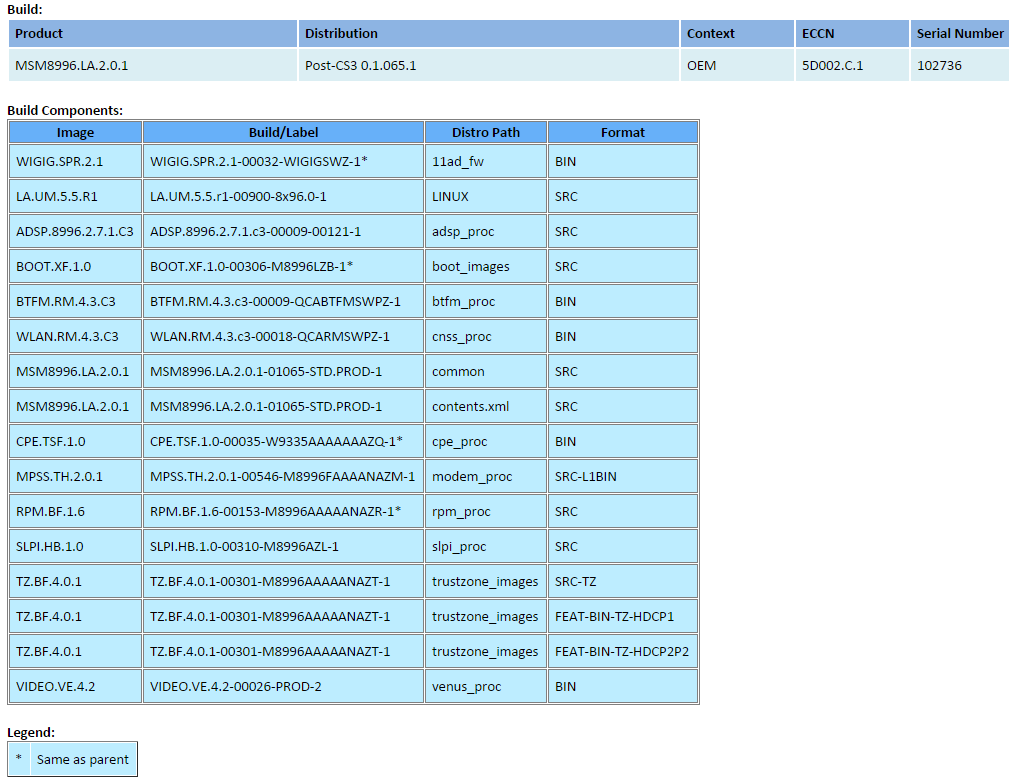 Build:
Product Distribution Context ECCN Serial Number
MSM8996.LA.2.0.1 Post-CS3 0.1.065.1 OEM 5D002.C.1 102736
Build Components:
Image Build/Label Distro Path Format
WIGIG.SPR.2.1 WIGIG.SPR.2.1-00032-WIGIGSWZ-1* 11ad_fw BIN
LA.UM.5.5.R1 LA.UM.5.5.r1-00900-8x96.0-1 LINUX SRC
ADSP.8996.2.7.1.C3 ADSP.8996.2.7.1.c3-00009-00121-1 adsp_proc SRC
BOOT.XF.1.0 BOOT.XF.1.0-00306-M8996LZB-1* boot_images SRC
BTFM.RM.4.3.C3 BTFM.RM.4.3.c3-00009-QCABTFMSWPZ-1 btfm_proc BIN
WLAN.RM.4.3.C3 WLAN.RM.4.3.c3-00018-QCARMSWPZ-1 cnss_proc BIN
MSM8996.LA.2.0.1 MSM8996.LA.2.0.1-01065-STD.PROD-1 common SRC
MSM8996.LA.2.0.1 MSM8996.LA.2.0.1-01065-STD.PROD-1 contents.xml SRC
CPE.TSF.1.0 CPE.TSF.1.0-00035-W9335AAAAAAAZQ-1* cpe_proc BIN
MPSS.TH.2.0.1 MPSS.TH.2.0.1-00546-M8996FAAAANAZM-1 modem_proc SRC-L1BIN
RPM.BF.1.6 RPM.BF.1.6-00153-M8996AAAAANAZR-1* rpm_proc SRC
SLPI.HB.1.0 SLPI.HB.1.0-00310-M8996AZL-1 slpi_proc SRC
TZ.BF.4.0.1 TZ.BF.4.0.1-00301-M8996AAAAANAZT-1 trustzone_images SRC-TZ
TZ.BF.4.0.1 TZ.BF.4.0.1-00301-M8996AAAAANAZT-1 trustzone_images FEAT-BIN-TZ-HDCP1
TZ.BF.4.0.1 TZ.BF.4.0.1-00301-M8996AAAAANAZT-1 trustzone_images FEAT-BIN-TZ-HDCP2P2
VIDEO.VE.4.2 VIDEO.VE.4.2-00026-PROD-2 venus_proc BIN
Legend:
* Same as parent